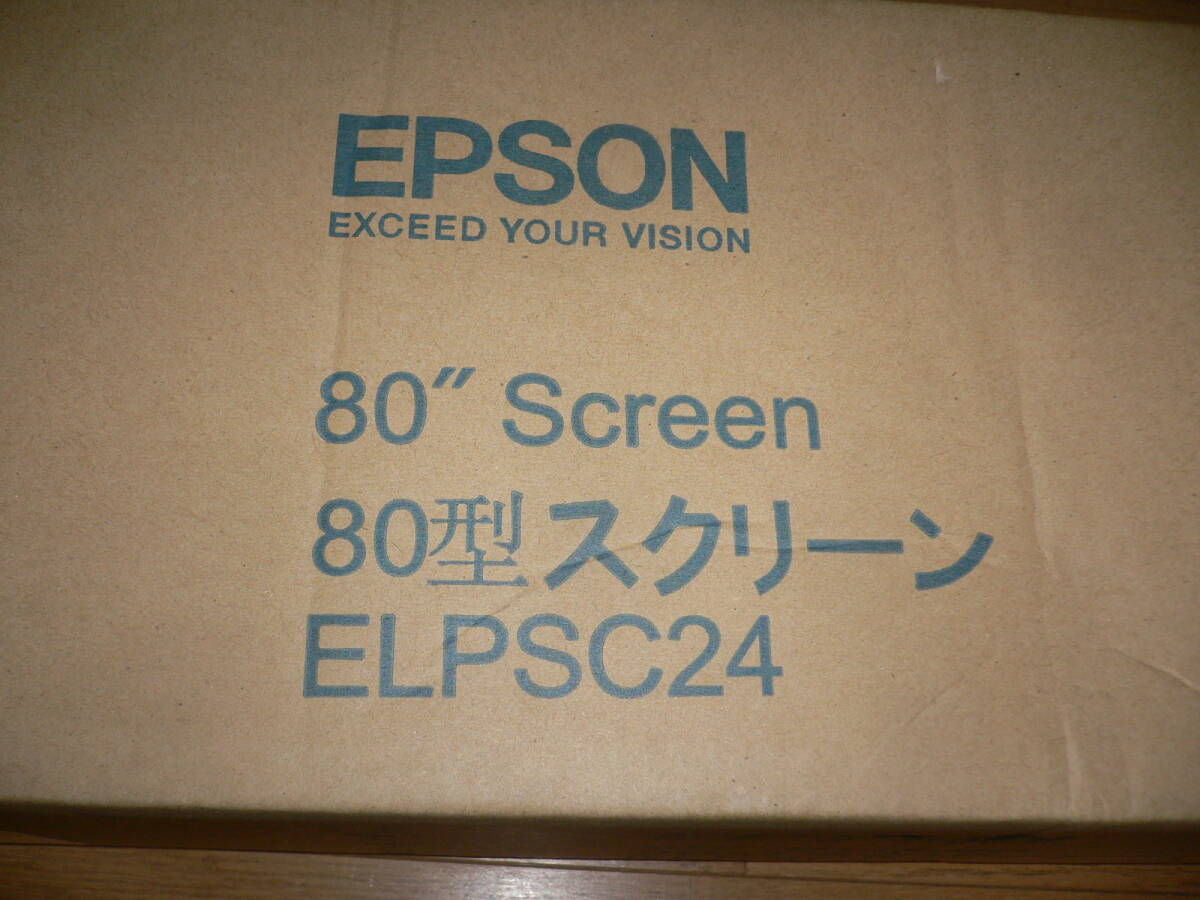 EPSON
EXCEED YOUR VISION
80″ Screen
80型スクリーン
ELPSC24